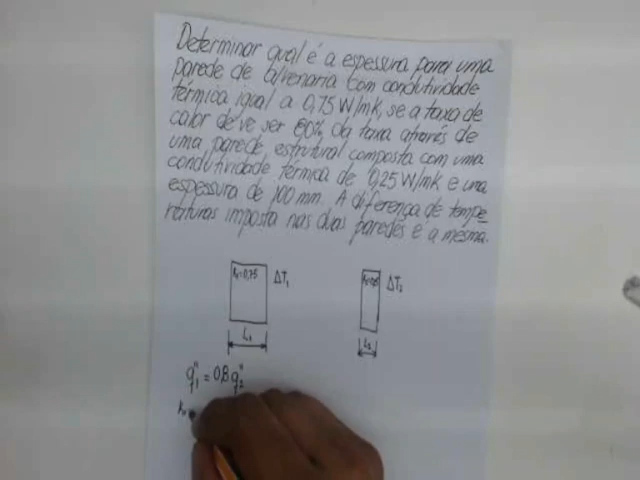 Determinar qual é a espessura para uma
parede de alvenaria com condutividade
térmica igual a 0,75 W/mK, se a taxa de
calor deve ser 80% da taxa através de
uma parede estrutural composta com uma
condutividade térmica de 0,25 W/mK e uma
espessura de 100 mm. A diferença de tempe
raturas imposta nas duas paredes e a mesma.
K₁=0,75 ΔT₁ ΔT₂
L₁ L₂
q₁" = 0,8 q₂"